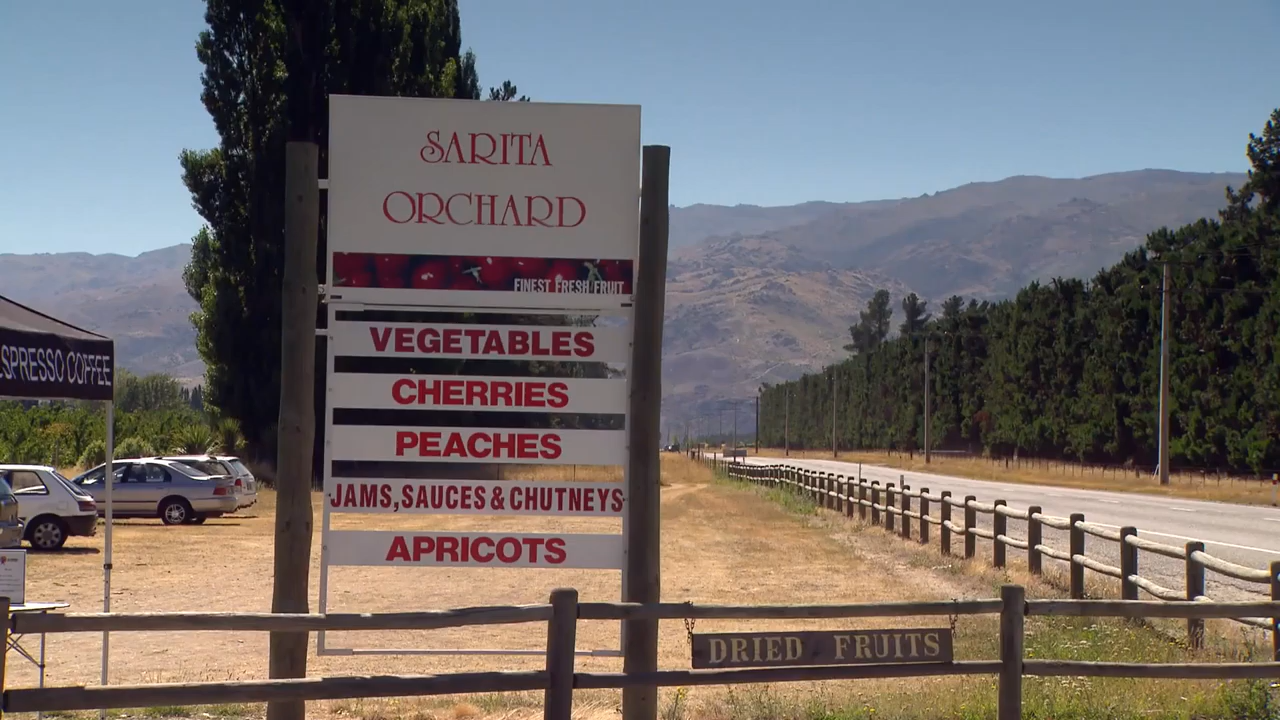 SARITA
ORCHARD
FINEST FRESH FRUIT
VEGETABLES
SPRESSO COFFEE
CHERRIES
PEACHES
JAMS, SAUCES & CHUTNEYS
APRICOTS
DRIED FRUITS